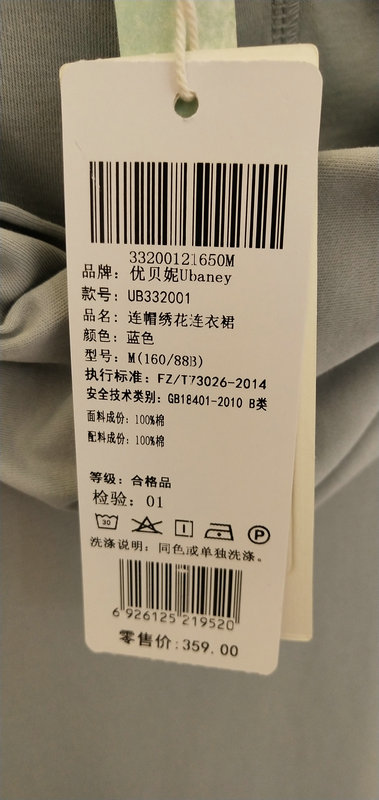 33200121650M
品牌：优贝妮Ubaney
款号：UB332001
品名：连帽绣花连衣裙
颜色：蓝色
型号：M(160/88B)
执行标准：FZ/T73026-2014
安全技术类别：GB18401-2010 B类
面料成份：100%棉
配料成份：100%棉
等级：合格品
检验：01
30 P
洗涤说明：同色或单独洗涤。
6926125219520
零售价:359.00